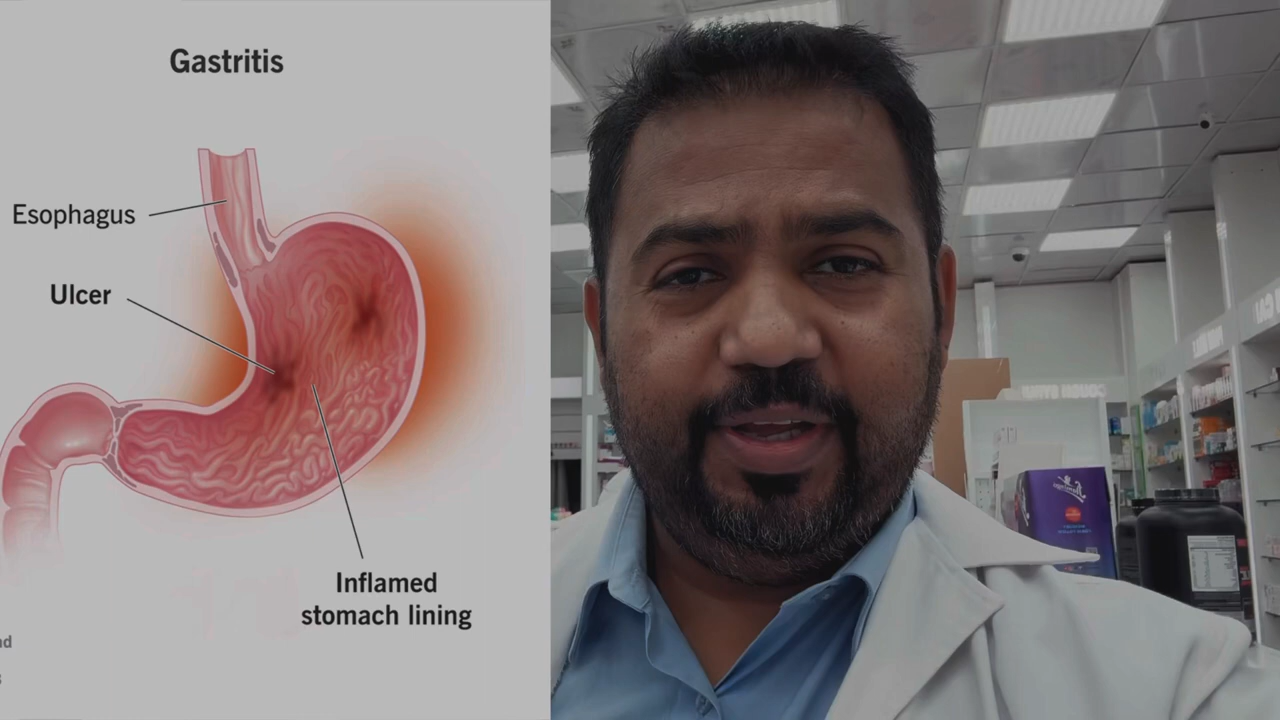 Gastritis
Esophagus
Ulcer
Inflamed
stomach lining